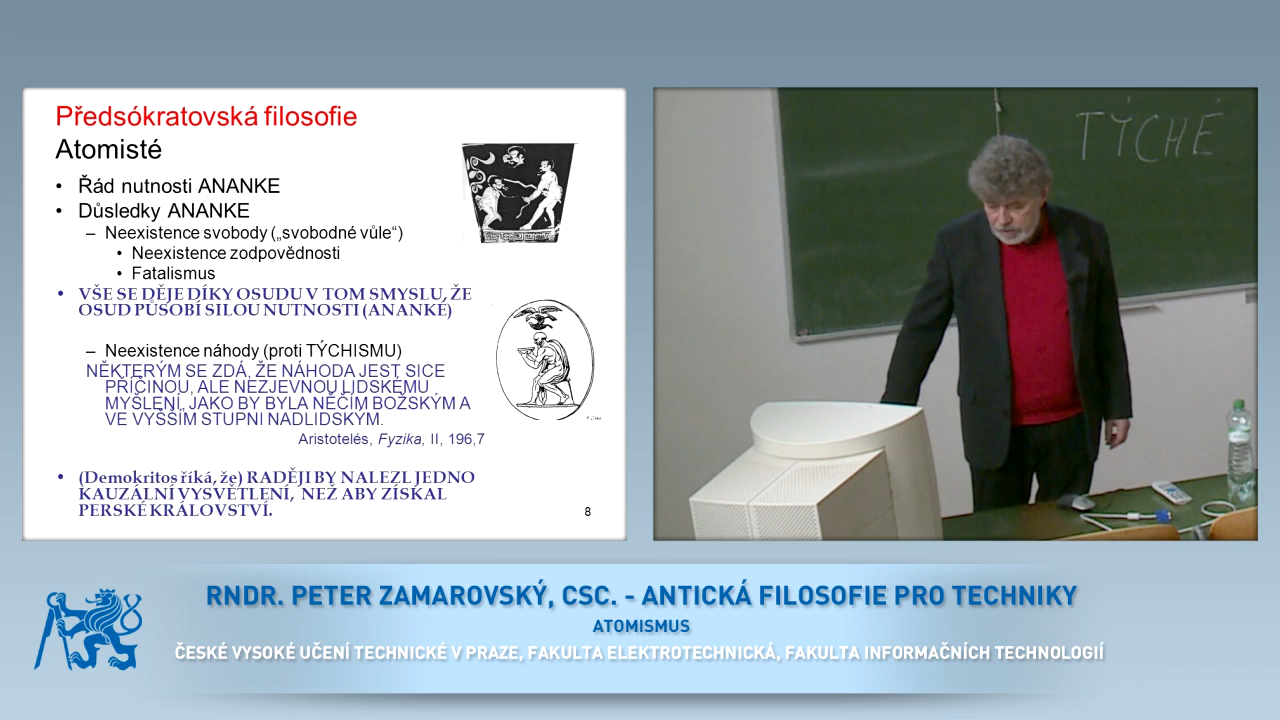 Předsókratovská filosofie
Atomisté
• Řád nutnosti ANANKE
• Důsledky ANANKE
– Neexistence svobody („svobodné vůle“)
• Neexistence zodpovědnosti
• Fatalismus
• VŠE SE DĚJE DÍKY OSUDU V TOM SMYSLU, ŽE
OSUD PŮSOBÍ SILOU NUTNOSTI (ANANKE)
– Neexistence náhody (proti TÝCHISMU)
NĚKTERÝM SE ZDÁ, ŽE NÁHODA JEST SICE
PŘÍČINOU, ALE NEZJEVNOU LIDSKÉMU
MYŠLENÍ, JAKO BY BYLA NĚČÍM BOŽSKÝM A
VE VYŠŠÍM STUPNI NADLIDSKÝM.
Aristotelés, Fyzika, II, 196,7
• (Demokritos říká, že) RADĚJI BY NALEZL JEDNO
KAUZÁLNÍ VYSVĚTLENÍ, NEŽ ABY ZÍSKAL
PERSKÉ KRÁLOVSTVÍ.
8
TÝCHÉ
RNDR. PETER ZAMAROVSKÝ, CSC. - ANTICKÁ FILOSOFIE PRO TECHNIKY
ATOMISMUS
ČESKÉ VYSOKÉ UČENÍ TECHNICKÉ V PRAZE, FAKULTA ELEKTROTECHNICKÁ, FAKULTA INFORMAČNÍCH TECHNOLOGIÍ